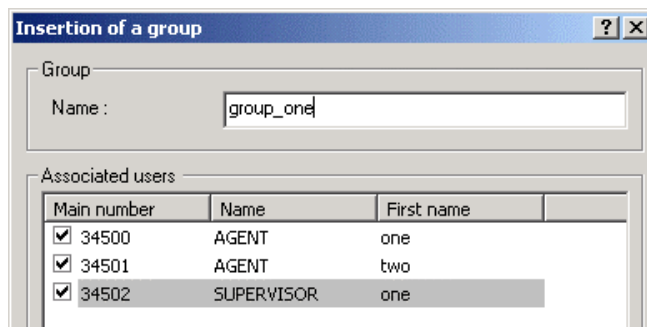 Insertion of a group
Group
Name : group_one
Associated users
Main number Name First name
34500 AGENT one
34501 AGENT two
34502 SUPERVISOR one